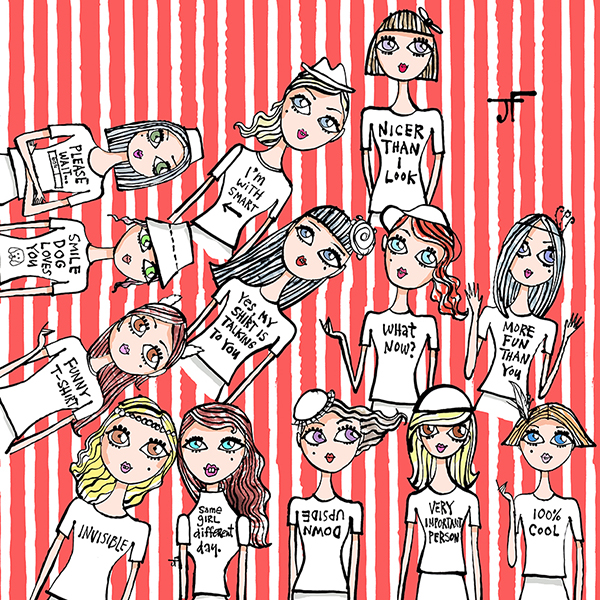 NICER
THAN
I
LOOK
JF
PLEASE
WAIT...
I'M
WITH
SMART
SMILE
DOG
LOVES
YOU
YES, MY
SHIRT IS
TALKING
TO YOU
WHAT
NOW?
MORE
FUN
THAN
YOU
FUNNY
T-SHIRT
INVISIBLE
Same
GIRL
different
day.
JF
UPSIDE
DOWN
VERY
IMPORTANT
PERSON
100%
COOL